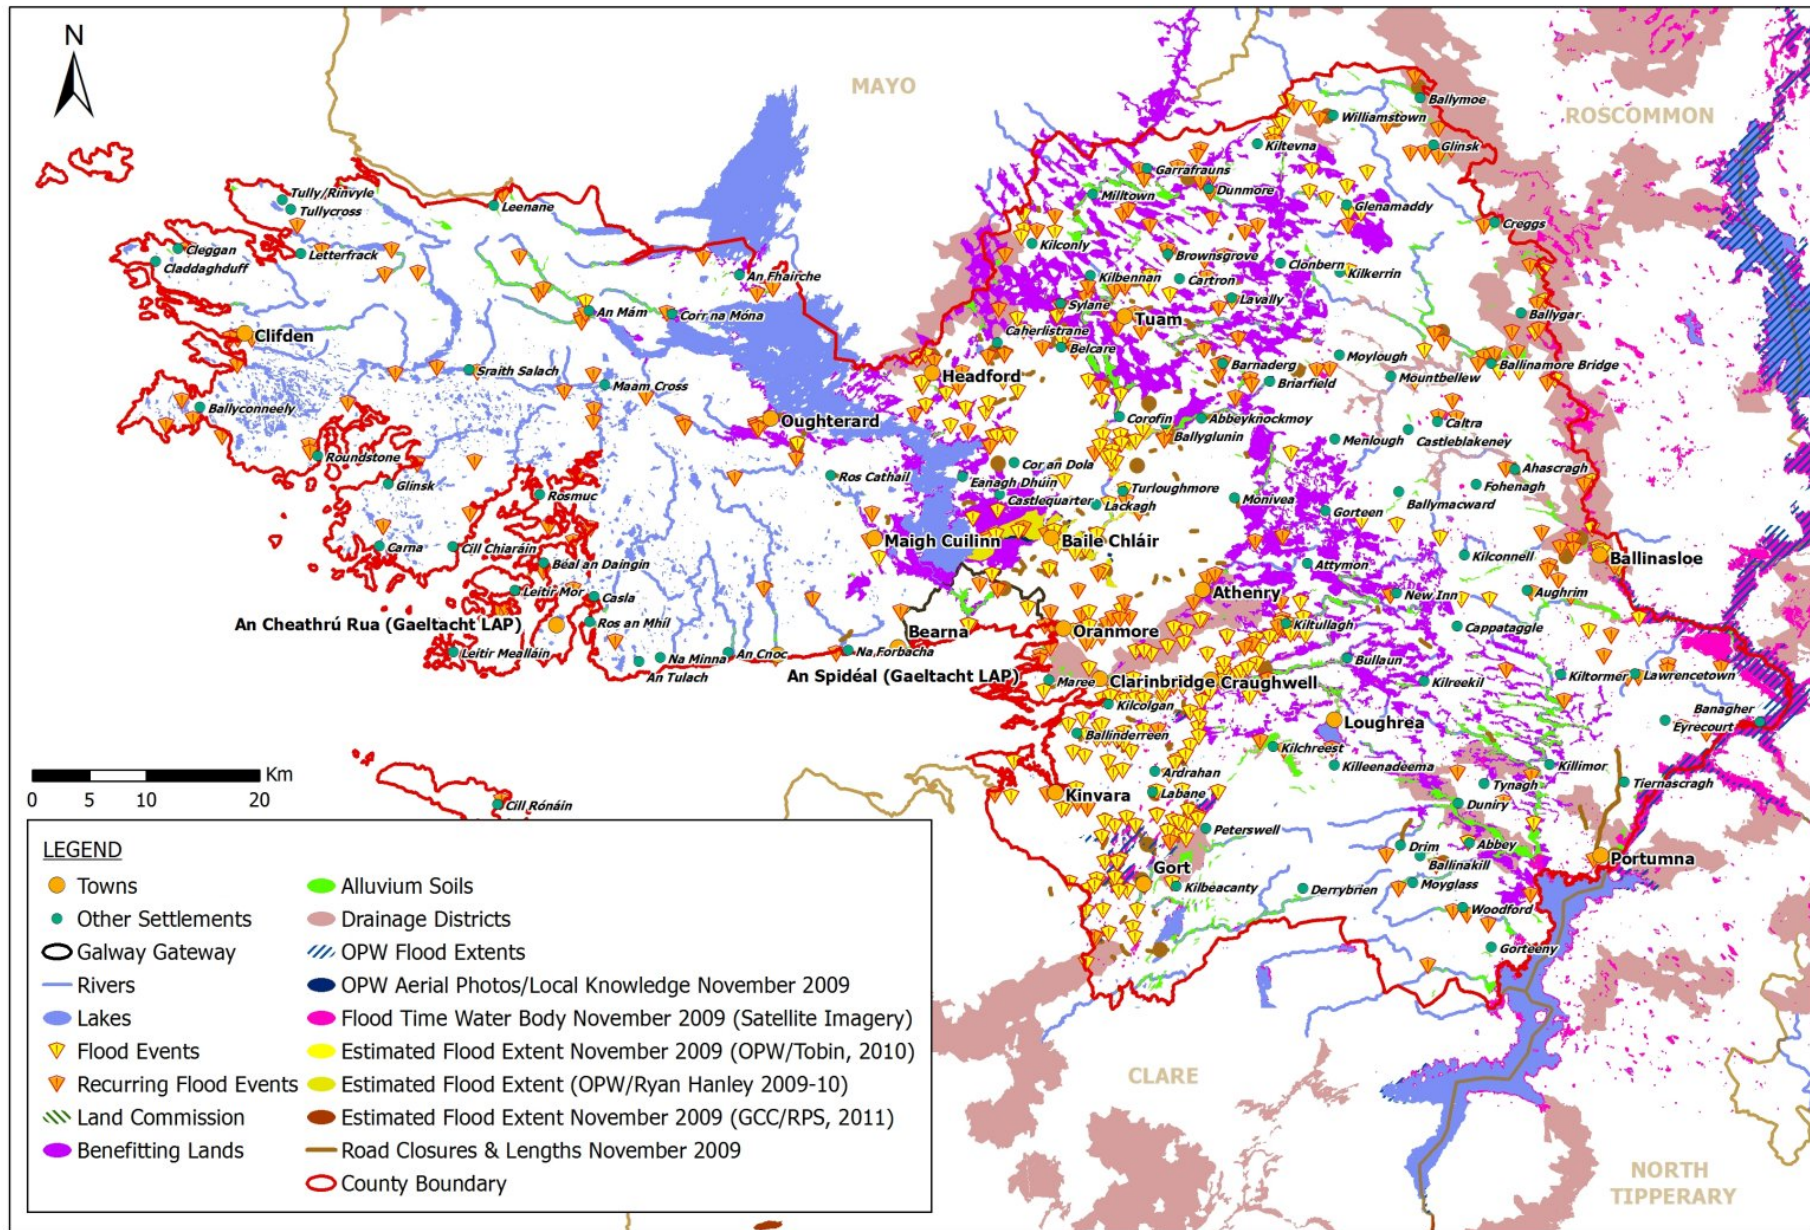 N
MAYO
ROSCOMMON
Ballymoe
Williamstown
Glinsk
Kiltevna
Garrafrauns
Dunmore
Milltown
Glenamaddy
Creggs
Tully/Rinvyle
Tullycross
Leenane
Cleggan
Claddaghduff
Letterfrack
Kilconly
Brownsgrove
Clonbern
Kilkerrin
An Fhairche
Kilbennan
Cartron
Lavally
Sylane
An Mám
Corr na Móna
Tuam
Ballygar
Clifden
Caherlistrane
Belcare
Barnaderg
Moylough
Ballinamore Bridge
Sraith Salach
Maam Cross
Headford
Briarfield
Mountbellew
Ballyconneely
Oughterard
Corofin
Abbeyknockmoy
Ballyglunin
Menlough
Caltra
Castleblakeney
Roundstone
Glinsk
Rosmuc
Ros Cathail
Cor an Dola
Eanagh Dhúin
Castlequarter
Turloughmore
Lackagh
Monivea
Ahascragh
Fohenagh
Ballymacward
Gorteen
Carna
Cill Chiaráin
Maigh Cuilinn
Baile Chláir
Kilconnell
Ballinasloe
Béal an Daingin
Attymon
Leitir Mor
Casla
Athenry
New Inn
Aughrim
An Cheathrú Rua (Gaeltacht LAP)
Ros an Mhíl
Bearna
Oranmore
Kiltullagh
Cappataggle
Leitir Mealláin
Na Minna
An Cnoc
Na Forbacha
An Tulach
An Spidéal (Gaeltacht LAP)
Maree
Clarinbridge
Craughwell
Bullaun
Kilreekil
Kiltormer
Lawrencetown
Kilcolgan
Loughrea
Banagher
Eyrecourt
Ballinderreen
Kilchreest
Killeenadeema
Killimor
Ardrahan
Labane
Kinvara
Tynagh
Duniry
Tiernascragh
Km
0 5 10 20
Cill Rónáin
Peterswell
Drim
Abbey
Ballinakill
Portumna
Gort
Kilbeacanty
Derrybrien
Moyglass
Woodford
Gorteeny
CLARE
NORTH
TIPPERARY
LEGEND
Towns
Other Settlements
Galway Gateway
Rivers
Lakes
Flood Events
Recurring Flood Events
Land Commission
Benefitting Lands
Alluvium Soils
Drainage Districts
OPW Flood Extents
OPW Aerial Photos/Local Knowledge November 2009
Flood Time Water Body November 2009 (Satellite Imagery)
Estimated Flood Extent November 2009 (OPW/Tobin, 2010)
Estimated Flood Extent (OPW/Ryan Hanley 2009-10)
Estimated Flood Extent November 2009 (GCC/RPS, 2011)
Road Closures & Lengths November 2009
County Boundary